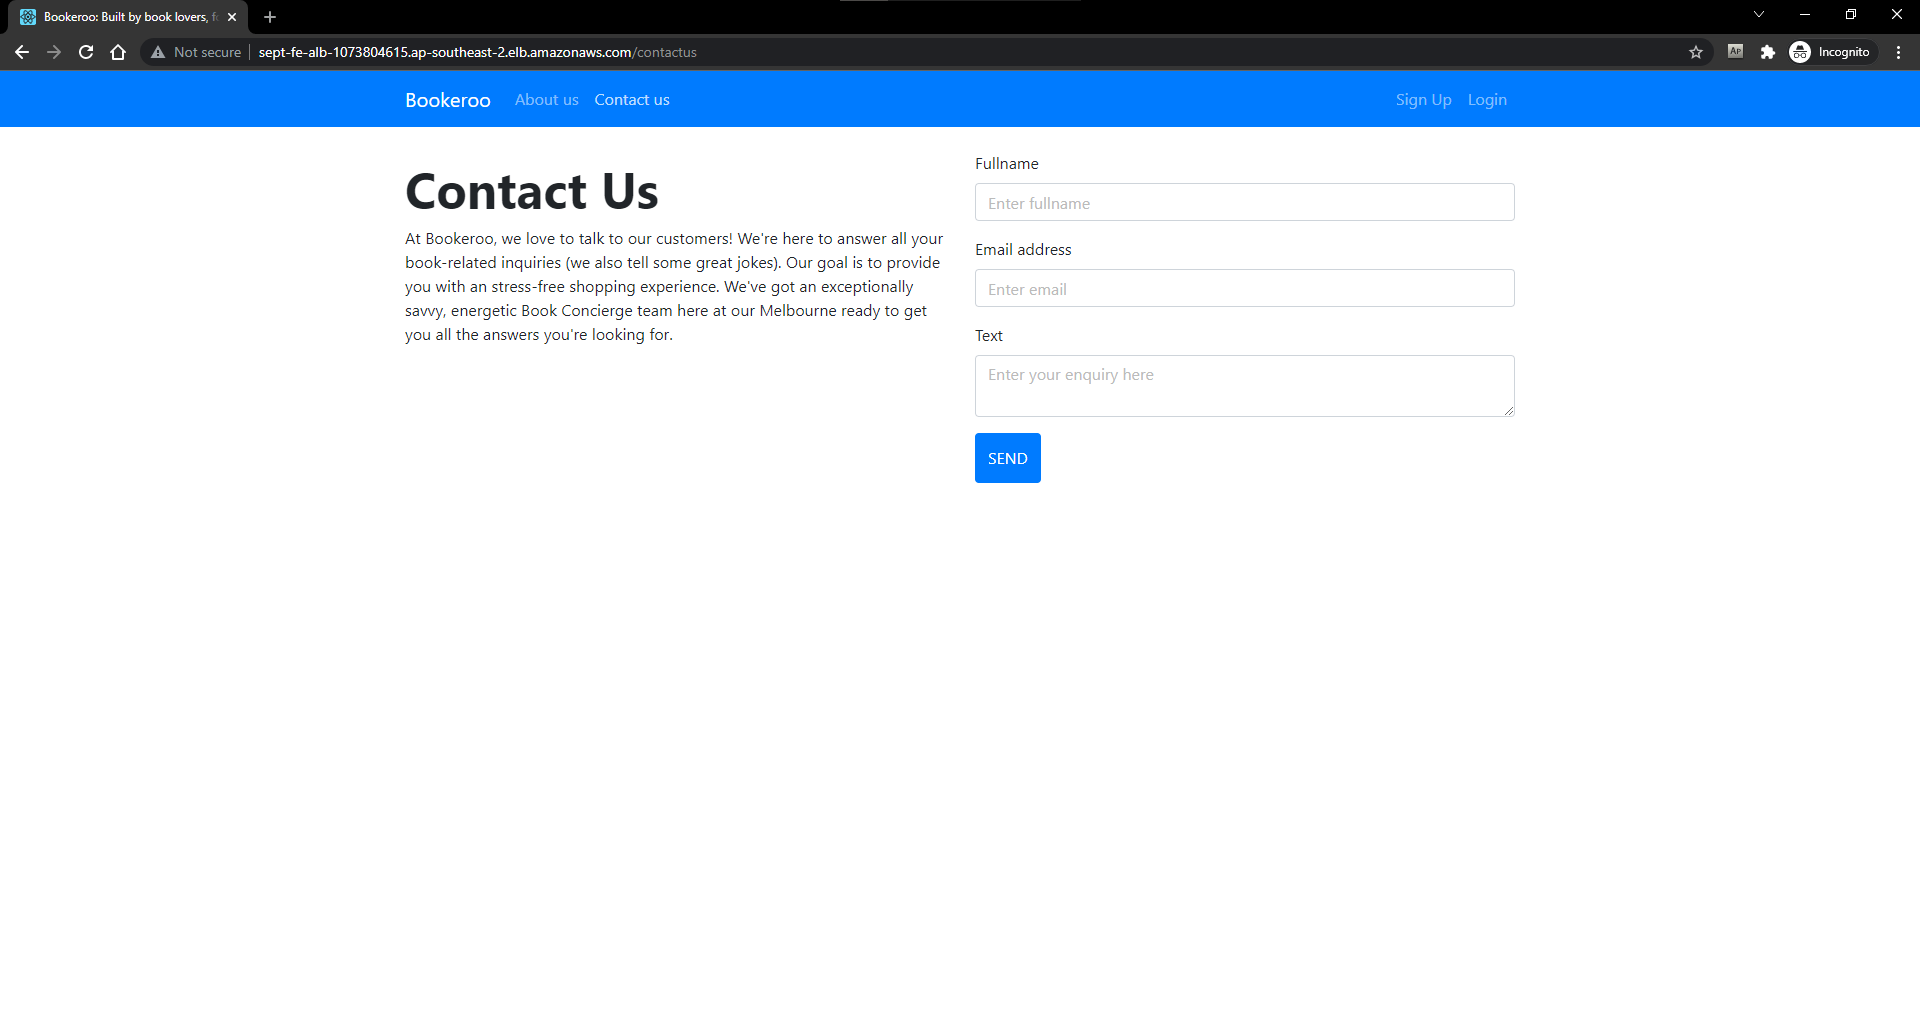 Bookeroo: Built by book lovers, f
Not secure
sept-fe-alb-1073804615.ap-southeast-2.elb.amazonaws.com/contactus
AP
Incognito
Bookeroo
About us
Contact us
Sign Up
Login
Contact Us
At Bookeroo, we love to talk to our customers! We're here to answer all your
book-related inquiries (we also tell some great jokes). Our goal is to provide
you with an stress-free shopping experience. We've got an exceptionally
savvy, energetic Book Concierge team here at our Melbourne ready to get
you all the answers you're looking for.
Fullname
Enter fullname
Email address
Enter email
Text
Enter your enquiry here
SEND